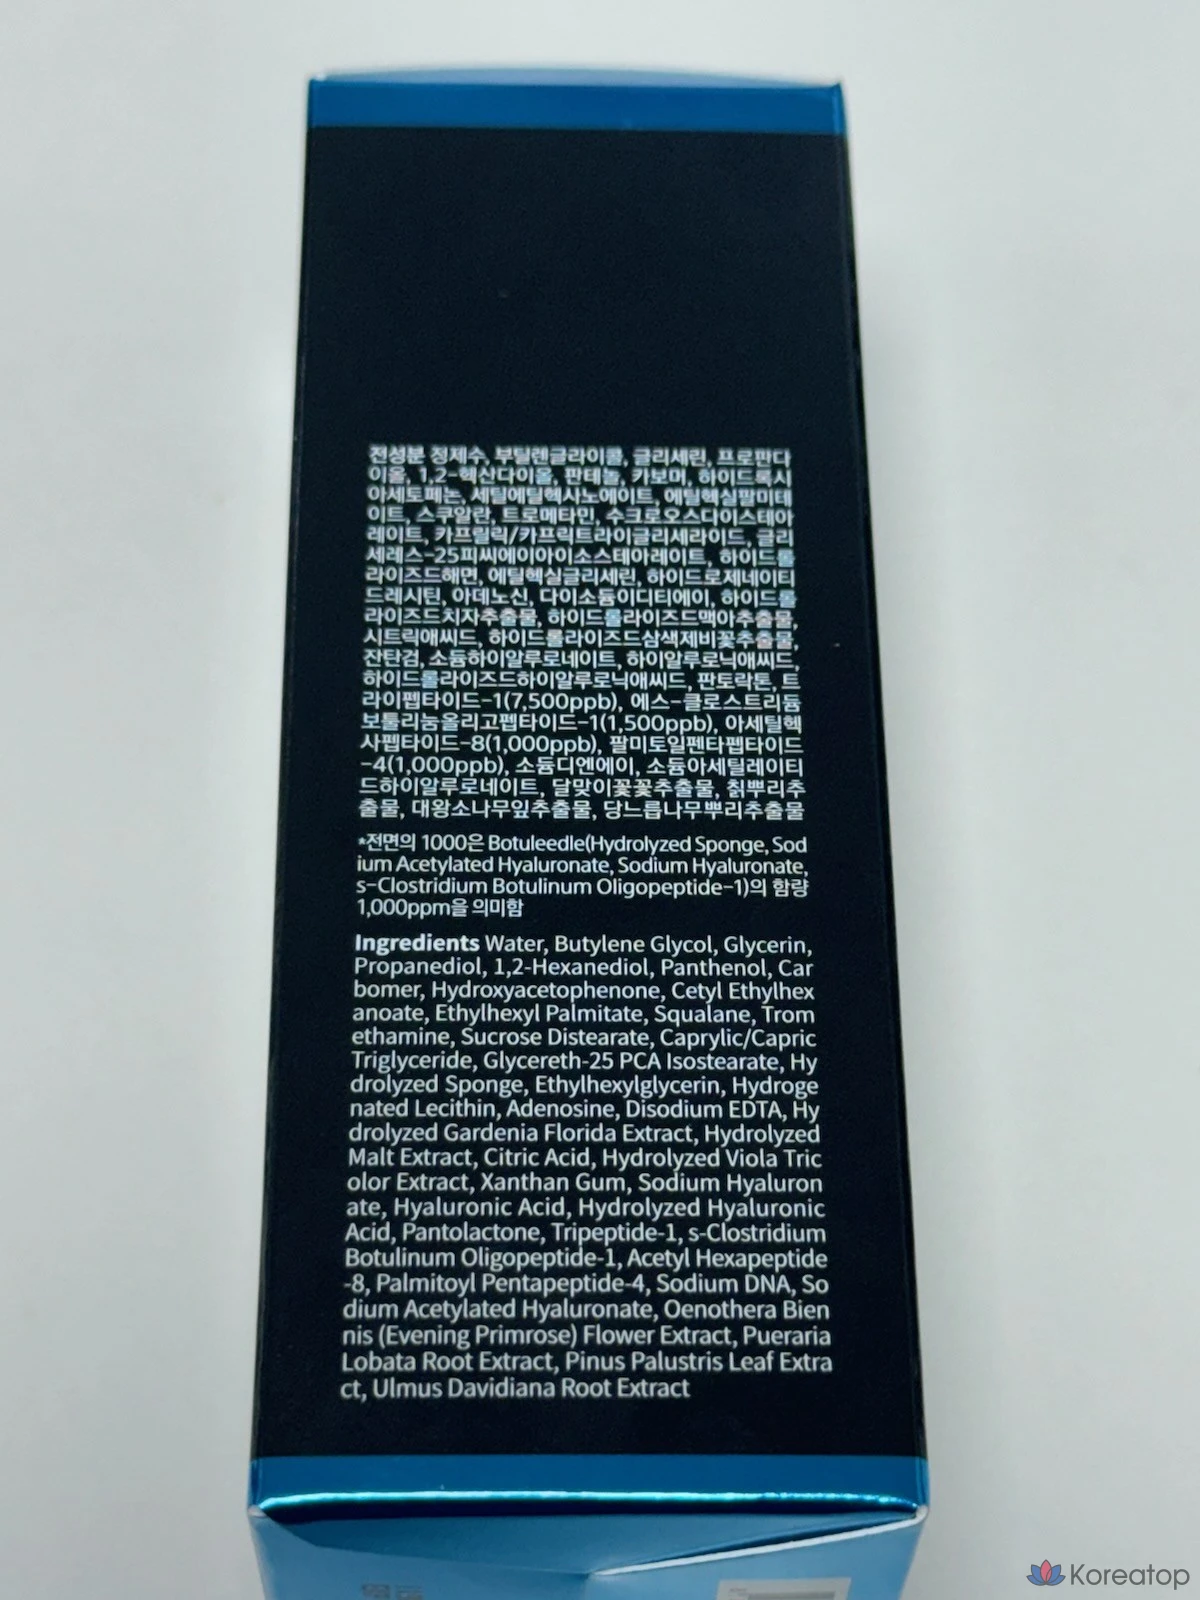 전성분 정제수, 부틸렌글라이콜, 글리세린, 프로판다
이올, 1,2-헥산다이올, 판테놀, 카보머, 하이드록시
아세토페논, 세틸에틸헥사노에이트, 에틸헥실팔미테
이트, 스쿠알란, 트로메타민, 수크로오스다이스테아
레이트, 카프릴릭/카프릭트라이글리세라이드, 글리
세레스-25피씨에이아이소스테아레이트, 하이드롤
라이즈드해면, 에틸헥실글리세린, 하이드로제네이티
드레시틴, 아데노신, 다이소듐이디티에이, 하이드롤
라이즈드치자추출물, 하이드롤라이즈드맥아추출물,
시트릭애씨드, 하이드롤라이즈드삼색제비꽃추출물,
잔탄검, 소듐하이알루로네이트, 하이알루로닉애씨드,
하이드롤라이즈드하이알루로닉애씨드, 판토락톤, 트
라이펩타이드-1(7,500ppb), 에스-클로스트리듐
보툴리눔올리고펩타이드-1(1,500ppb), 아세틸헥
사펩타이드-8(1,000ppb), 팔미토일펜타펩타이드
-4(1,000ppb), 소듐디엔에이, 소듐아세틸레이티
드하이알루로네이트, 달맞이꽃꽃추출물, 칡뿌리추
출물, 대왕소나무잎추출물, 당느릅나무뿌리추출물
*전면의 1000은 Botuleedle(Hydrolyzed Sponge, Sod
ium Acetylated Hyaluronate, Sodium Hyaluronate,
s-Clostridium Botulinum Oligopeptide-1)의 함량
1,000ppm을 의미함
Ingredients Water, Butylene Glycol, Glycerin,
Propanediol, 1,2-Hexanediol, Panthenol, Car
bomer, Hydroxyacetophenone, Cetyl Ethylhex
anoate, Ethylhexyl Palmitate, Squalane, Trom
ethamine, Sucrose Distearate, Caprylic/Capric
Triglyceride, Glycereth-25 PCA Isostearate, Hy
drolyzed Sponge, Ethylhexylglycerin, Hydroge
nated Lecithin, Adenosine, Disodium EDTA, Hy
drolyzed Gardenia Florida Extract, Hydrolyzed
Malt Extract, Citric Acid, Hydrolyzed Viola Tric
olor Extract, Xanthan Gum, Sodium Hyaluron
ate, Hyaluronic Acid, Hydrolyzed Hyaluronic
Acid, Pantolactone, Tripeptide-1, s-Clostridium
Botulinum Oligopeptide-1, Acetyl Hexapeptide
-8, Palmitoyl Pentapeptide-4, Sodium DNA, So
dium Acetylated Hyaluronate, Oenothera Bien
nis (Evening Primrose) Flower Extract, Pueraria
Lobata Root Extract, Pinus Palustris Leaf Extra
ct, Ulmus Davidiana Root Extract
Koreatop